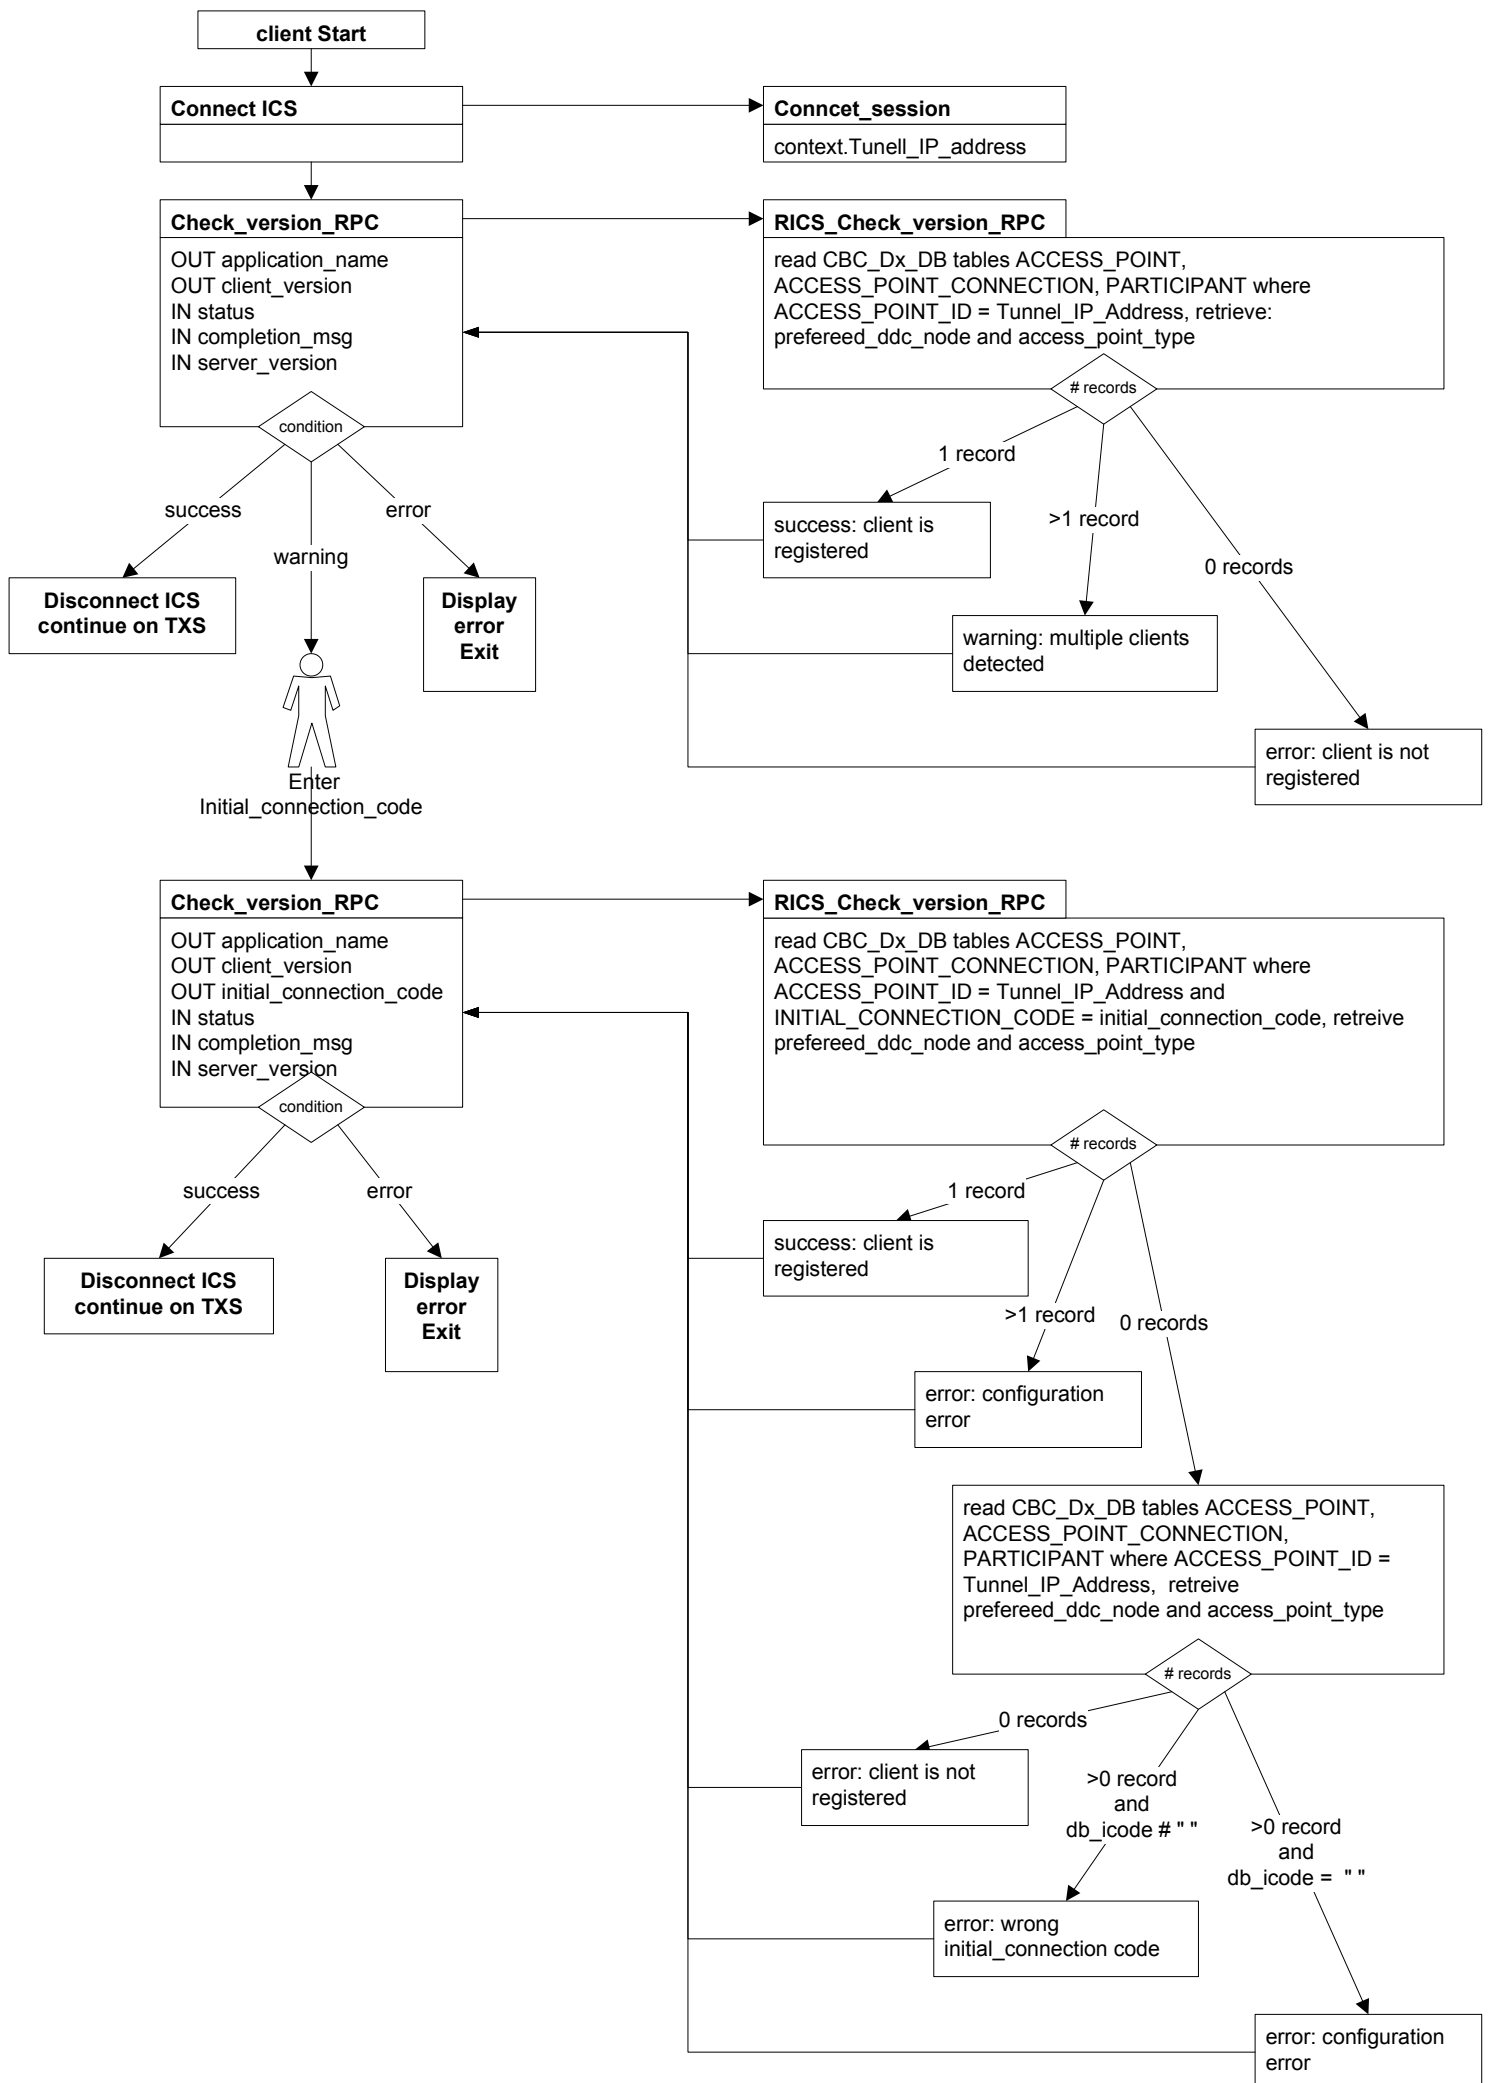 client Start
Connect ICS
Conncet_session
context.Tunell_IP_address
Check_version_RPC
OUT application_name
OUT client_version
IN status
IN completion_msg
IN server_version
condition
RICS_Check_version_RPC
read CBC_Dx_DB tables ACCESS_POINT,
ACCESS_POINT_CONNECTION, PARTICIPANT where
ACCESS_POINT_ID = Tunnel_IP_Address, retrieve:
prefereed_ddc_node and access_point_type
# records
1 record
>1 record
0 records
success: client is
registered
warning: multiple clients
detected
error: client is not
registered
success
warning
error
Disconnect ICS
continue on TXS
Display
error
Exit
Enter
Initial_connection_code
Check_version_RPC
OUT application_name
OUT client_version
OUT initial_connection_code
IN status
IN completion_msg
IN server_version
condition
RICS_Check_version_RPC
read CBC_Dx_DB tables ACCESS_POINT,
ACCESS_POINT_CONNECTION, PARTICIPANT where
ACCESS_POINT_ID = Tunnel_IP_Address and
INITIAL_CONNECTION_CODE = initial_connection_code, retreive
prefereed_ddc_node and access_point_type
# records
success
error
Disconnect ICS
continue on TXS
Display
error
Exit
1 record
success: client is
registered
>1 record
0 records
error: configuration
error
read CBC_Dx_DB tables ACCESS_POINT,
ACCESS_POINT_CONNECTION,
PARTICIPANT where ACCESS_POINT_ID =
Tunnel_IP_Address,  retreive
prefereed_ddc_node and access_point_type
# records
0 records
error: client is not
registered
>0 record
and
db_icode # " "
>0 record
and
db_icode =  " "
error: wrong
initial_connection code
error: configuration
error